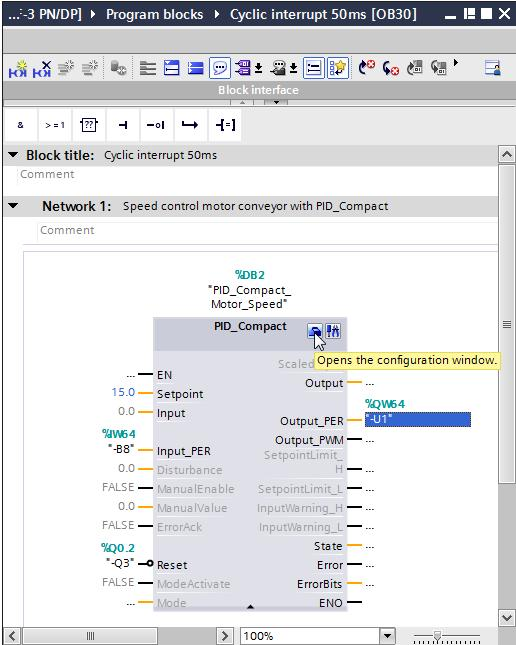 ...:-3 PN/DP] ▸ Program blocks ▸ Cyclic interrupt 50ms [OB30]
Block interface
& >=1 ?? -| -o| -[=]
Block title: Cyclic interrupt 50ms
Comment
Network 1: Speed control motor conveyor with PID_Compact
Comment
%DB2
"PID_Compact_
Motor_Speed"
PID_Compact
Opens the configuration window.
Scaled
... EN
Output ...
15.0 Setpoint
0.0 Input
%QW64
Output_PER "-U1"
Output_PWM ...
%IW64
"-B8" Input_PER
SetpointLimit_
H ...
0.0 Disturbance
FALSE ManualEnable
SetpointLimit_L ...
0.0 ManualValue
InputWarning_H ...
FALSE ErrorAck
InputWarning_L ...
State ...
%Q0.2
"-Q3" Reset
Error ...
FALSE ModeActivate
ErrorBits ...
... Mode
ENO
100%